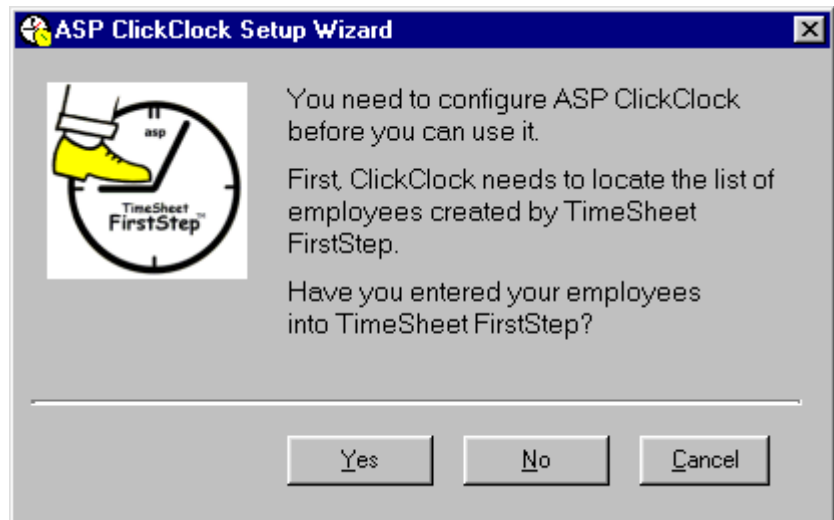 ASP ClickClock Setup Wizard
asp
TimeSheet
FirstStep™
You need to configure ASP ClickClock
before you can use it.
First, ClickClock needs to locate the list of
employees created by TimeSheet
FirstStep.
Have you entered your employees
into TimeSheet FirstStep?
Yes
No
Cancel